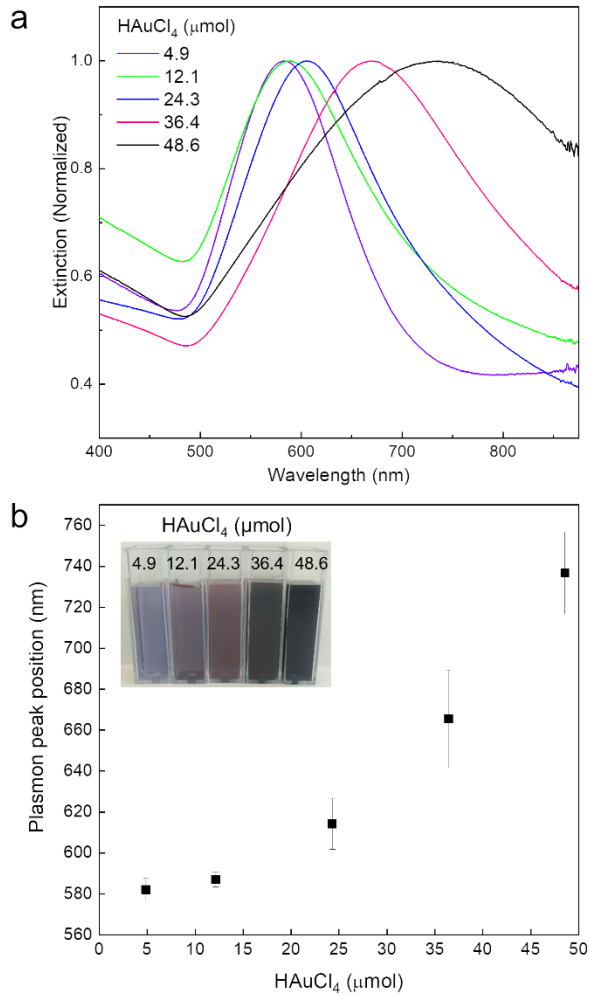 a
HAuCl₄ (μmol)
4.9
12.1
24.3
36.4
48.6
Extinction (Normalized)
1.0
0.8
0.6
0.4
400 500 600 700 800
Wavelength (nm)
b
HAuCl₄ (μmol)
4.9 12.1 24.3 36.4 48.6
Plasmon peak position (nm)
760
740
720
700
680
660
640
620
600
580
560
0 5 10 15 20 25 30 35 40 45 50
HAuCl₄ (μmol)